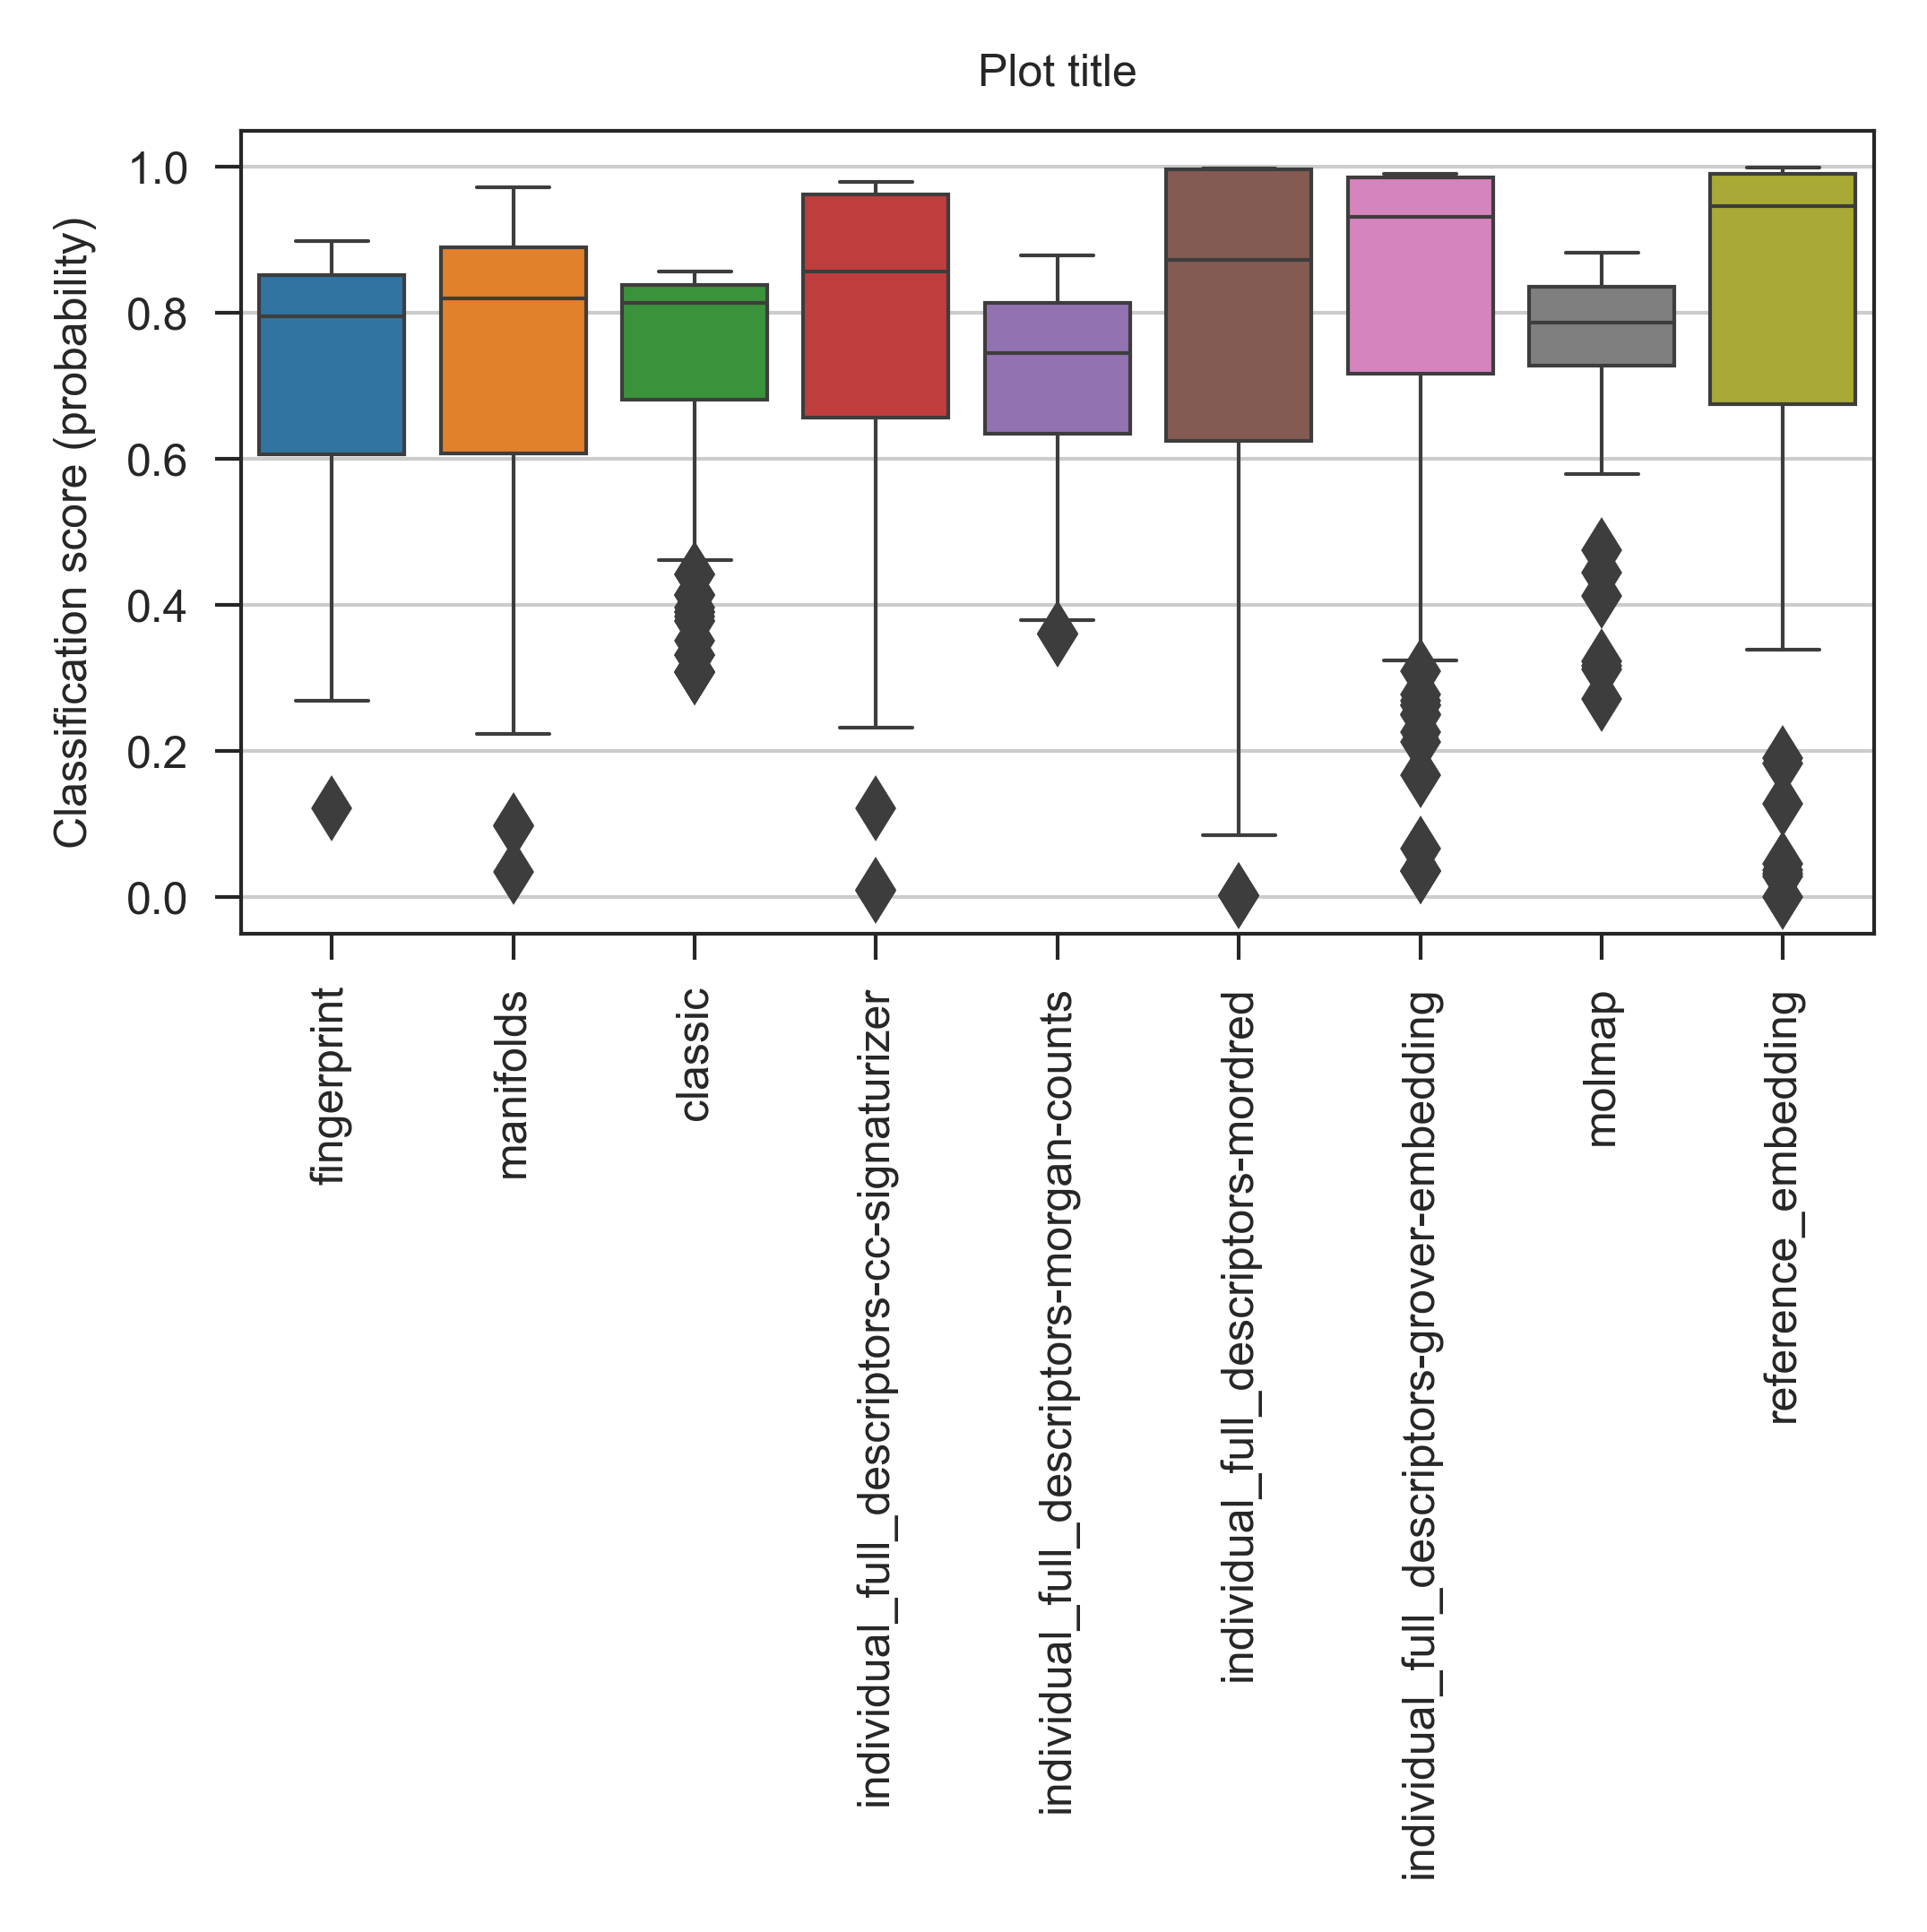 Plot title
Classification score (probability)
1.0
0.8
0.6
0.4
0.2
0.0
fingerprint
manifolds
classic
individual_full_descriptors-cc-signaturizer
individual_full_descriptors-morgan-counts
individual_full_descriptors-mordred
individual_full_descriptors-grover-embedding
molmap
reference_embedding